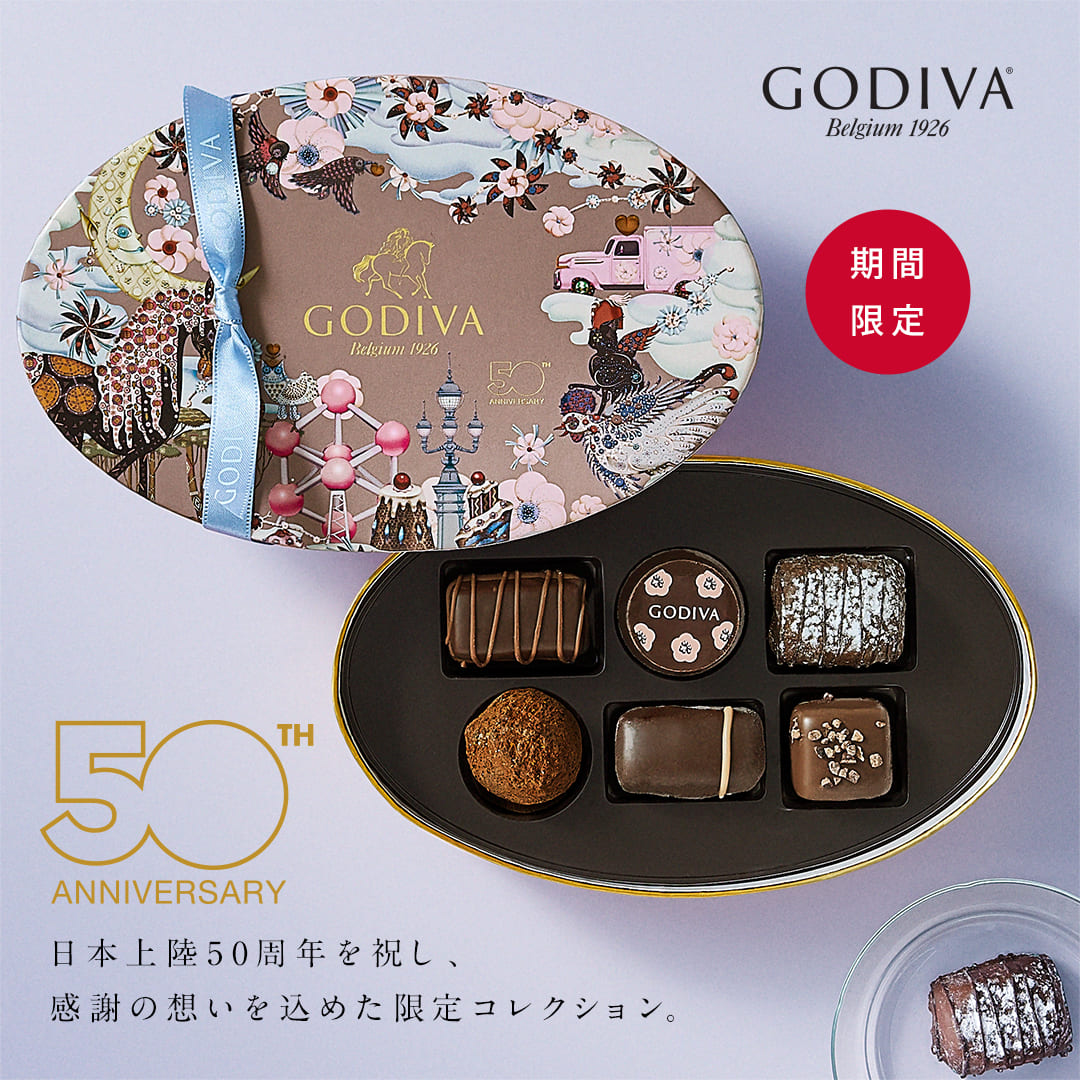 GODIVA®
Belgium 1926
期間
限定
GODIVA
GODIVA
Belgium 1926
50TH
ANNIVERSARY
GODI
GODIVA
50TH
ANNIVERSARY
日本上陸50周年を祝し、
感謝の想いを込めた限定コレクション。